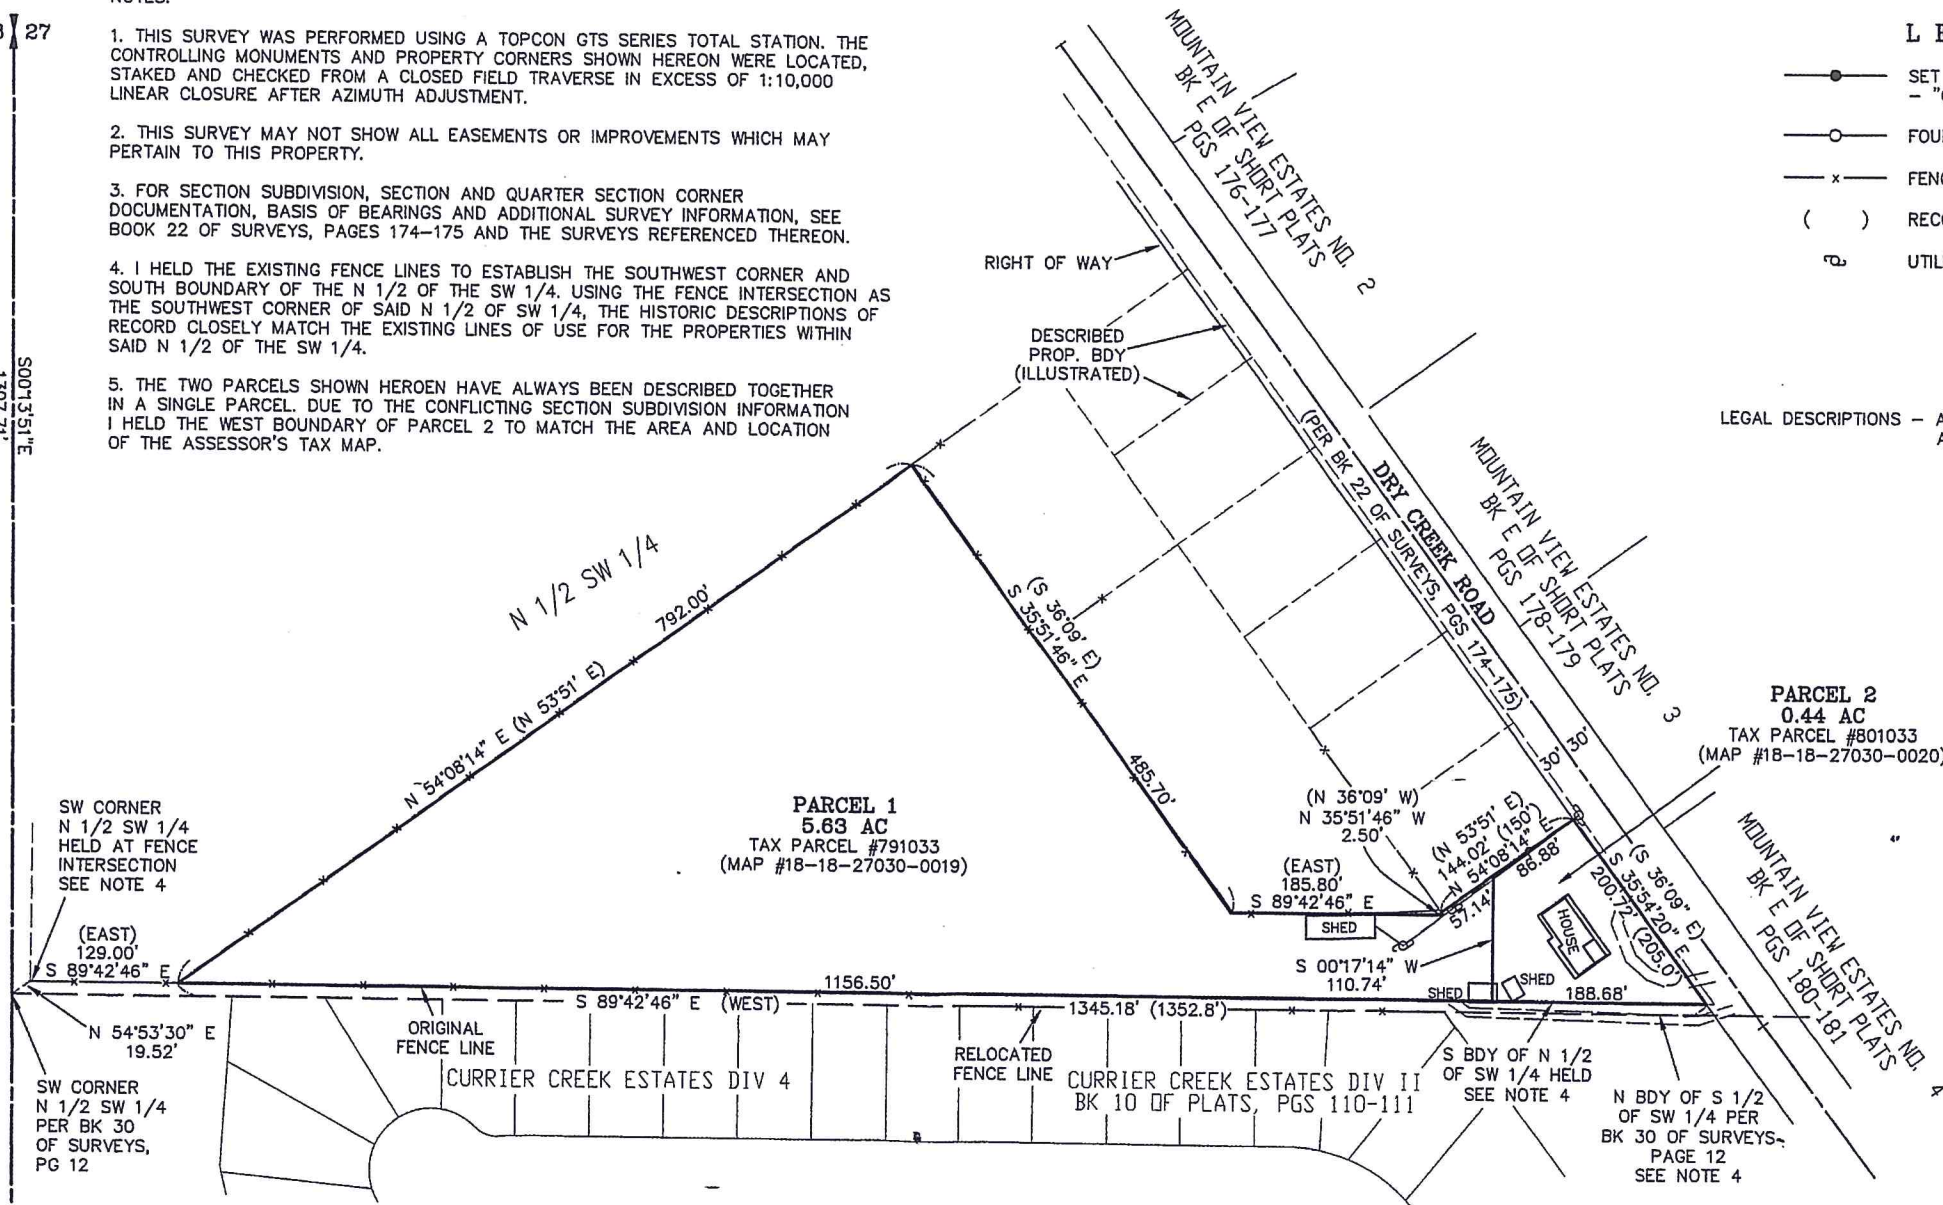 NOTES:
27
1. THIS SURVEY WAS PERFORMED USING A TOPCON GTS SERIES TOTAL STATION. THE
CONTROLLING MONUMENTS AND PROPERTY CORNERS SHOWN HEREON WERE LOCATED,
STAKED AND CHECKED FROM A CLOSED FIELD TRAVERSE IN EXCESS OF 1:10,000
LINEAR CLOSURE AFTER AZIMUTH ADJUSTMENT.
2. THIS SURVEY MAY NOT SHOW ALL EASEMENTS OR IMPROVEMENTS WHICH MAY
PERTAIN TO THIS PROPERTY.
3. FOR SECTION SUBDIVISION, SECTION AND QUARTER SECTION CORNER
DOCUMENTATION, BASIS OF BEARINGS AND ADDITIONAL SURVEY INFORMATION, SEE
BOOK 22 OF SURVEYS, PAGES 174-175 AND THE SURVEYS REFERENCED THEREON.
4. I HELD THE EXISTING FENCE LINES TO ESTABLISH THE SOUTHWEST CORNER AND
SOUTH BOUNDARY OF THE N 1/2 OF THE SW 1/4. USING THE FENCE INTERSECTION AS
THE SOUTHWEST CORNER OF SAID N 1/2 OF SW 1/4, THE HISTORIC DESCRIPTIONS OF
RECORD CLOSELY MATCH THE EXISTING LINES OF USE FOR THE PROPERTIES WITHIN
SAID N 1/2 OF THE SW 1/4.
5. THE TWO PARCELS SHOWN HEROEN HAVE ALWAYS BEEN DESCRIBED TOGETHER
IN A SINGLE PARCEL. DUE TO THE CONFLICTING SECTION SUBDIVISION INFORMATION
I HELD THE WEST BOUNDARY OF PARCEL 2 TO MATCH THE AREA AND LOCATION
OF THE ASSESSOR'S TAX MAP.
S00°13'51"E
L E
SET
FOU
FENC
( ) RECO
UTIL
LEGAL DESCRIPTIONS – A
MOUNTAIN VIEW ESTATES NO. 2
BK E OF SHORT PLATS
PGS 176-177
RIGHT OF WAY
DESCRIBED
PROP. BDY
(ILLUSTRATED)
DRY CREEK ROAD
(PER BK 22 OF SURVEYS, PGS 174-175)
MOUNTAIN VIEW ESTATES NO. 3
BK E OF SHORT PLATS
PGS 178-179
30' 30'
PARCEL 2
0.44 AC
TAX PARCEL #801033
(MAP #18-18-27030-0020)
MOUNTAIN VIEW ESTATES NO. 4
BK E OF SHORT PLATS
PGS 180-181
N 1/2 SW 1/4
792.00'
N 54°08'14" E (N 53°51' E)
(S 36°09' E)
S 35°51'46" E
485.70'
PARCEL 1
5.63 AC
TAX PARCEL #791033
(MAP #18-18-27030-0019)
(N 36°09' W)
N 35°51'46" W
2.50'
(N 53°51' E)
144.02' (150')
N 54°08'14" E
86.88'
57.14'
(EAST)
185.80'
S 89°42'46" E
SHED
HOUSE
(S 36°09" E)
S 35°54'20" E
200.72' (205.0')
S 00°17'14" W
110.74'
SHED
SHED
188.68'
SW CORNER
N 1/2 SW 1/4
HELD AT FENCE
INTERSECTION
SEE NOTE 4
(EAST)
129.00'
S 89°42'46" E
1156.50'
S 89°42'46" E (WEST)
1345.18' (1352.8')
N 54°53'30" E
19.52'
ORIGINAL
FENCE LINE
RELOCATED
FENCE LINE
SW CORNER
N 1/2 SW 1/4
PER BK 30
OF SURVEYS,
PG 12
CURRIER CREEK ESTATES DIV 4
CURRIER CREEK ESTATES DIV II
BK 10 OF PLATS, PGS 110-111
S BDY OF N 1/2
OF SW 1/4 HELD
SEE NOTE 4
N BDY OF S 1/2
OF SW 1/4 PER
BK 30 OF SURVEYS
PAGE 12
SEE NOTE 4